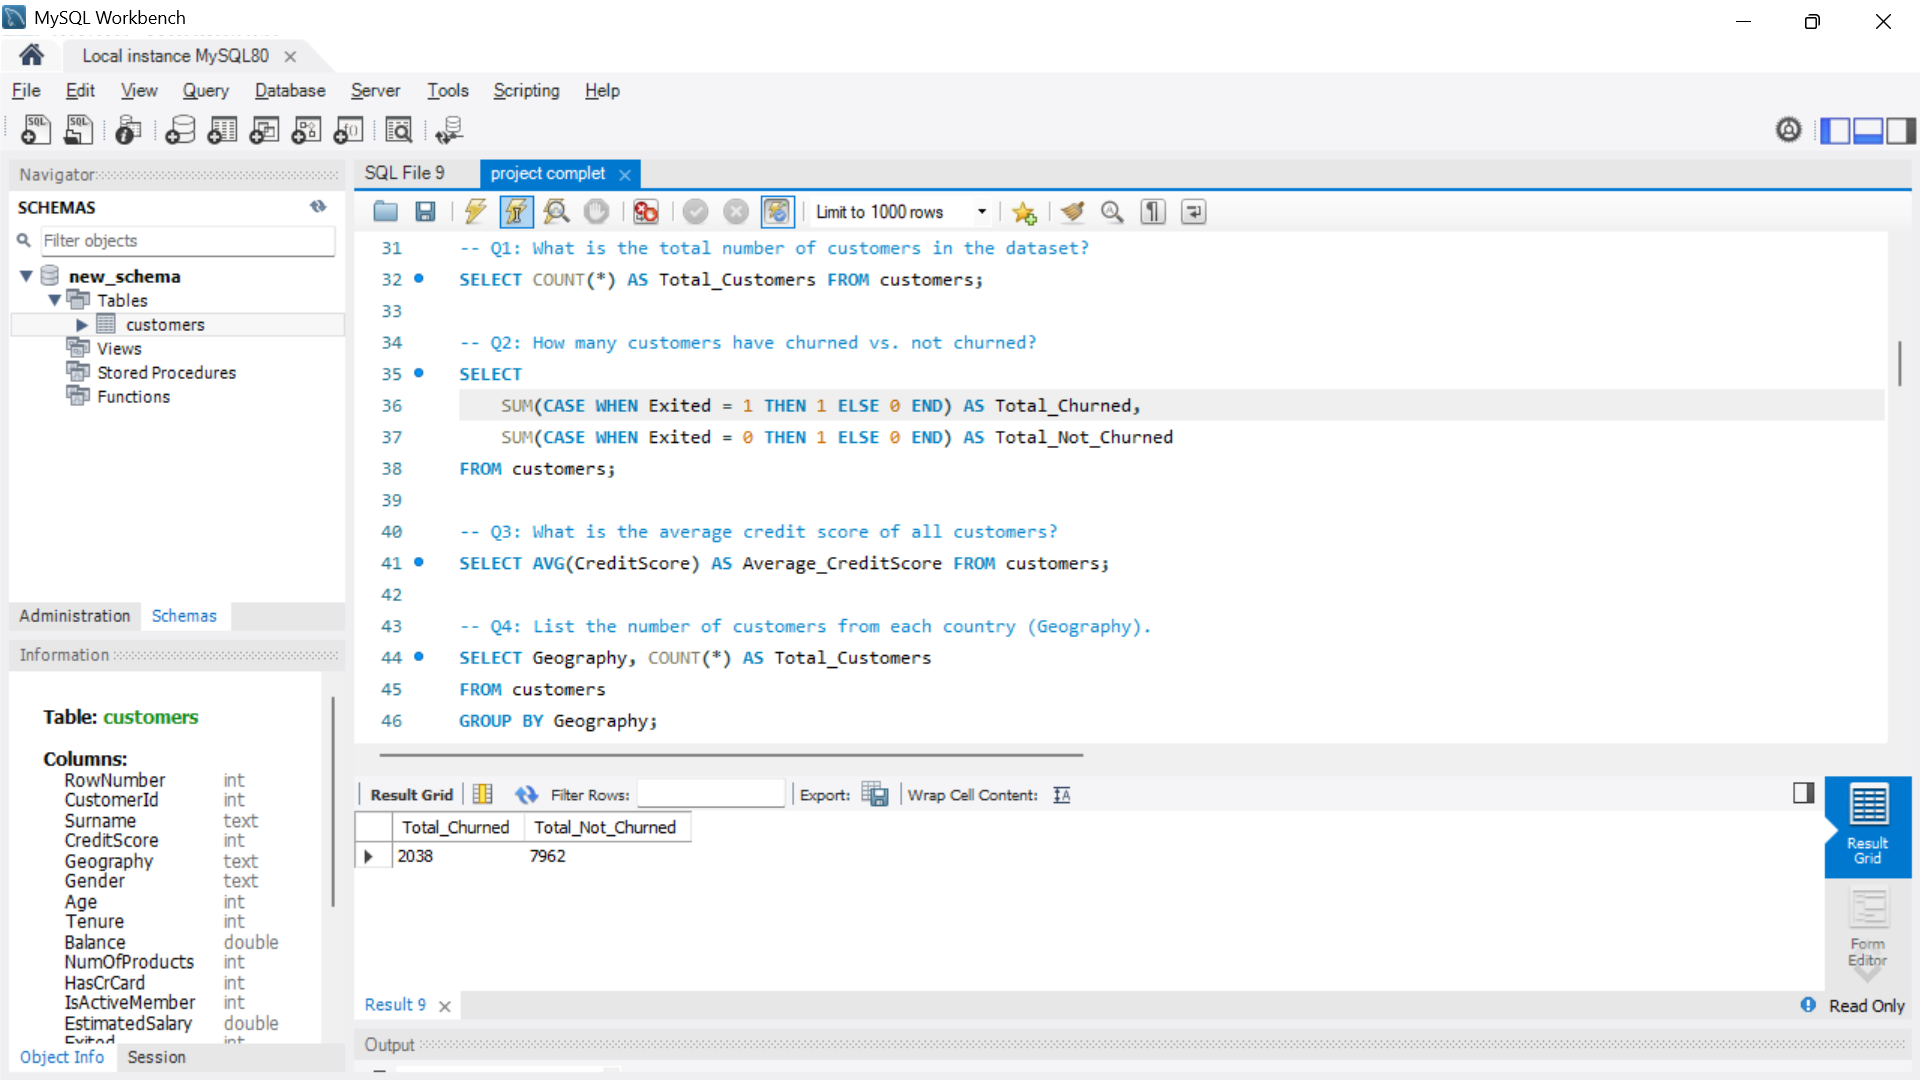 MySQL Workbench
Local instance MySQL80
File Edit View Query Database Server Tools Scripting Help
Navigator
SCHEMAS
Filter objects
new_schema
Tables
customers
Views
Stored Procedures
Functions
Administration Schemas
Information
Table: customers
Columns:
RowNumber int
CustomerId int
Surname text
CreditScore int
Geography text
Gender text
Age int
Tenure int
Balance double
NumOfProducts int
HasCrCard int
IsActiveMember int
EstimatedSalary double
Exited int
Object Info Session
SQL File 9 project complet
Limit to 1000 rows
31 -- Q1: What is the total number of customers in the dataset?
32 SELECT COUNT(*) AS Total_Customers FROM customers;
33
34 -- Q2: How many customers have churned vs. not churned?
35 SELECT
36 SUM(CASE WHEN Exited = 1 THEN 1 ELSE 0 END) AS Total_Churned,
37 SUM(CASE WHEN Exited = 0 THEN 1 ELSE 0 END) AS Total_Not_Churned
38 FROM customers;
39
40 -- Q3: What is the average credit score of all customers?
41 SELECT AVG(CreditScore) AS Average_CreditScore FROM customers;
42
43 -- Q4: List the number of customers from each country (Geography).
44 SELECT Geography, COUNT(*) AS Total_Customers
45 FROM customers
46 GROUP BY Geography;
Result Grid Filter Rows: Export: Wrap Cell Content:
Total_Churned Total_Not_Churned
2038 7962
Result
Grid
Form
Editor
Result 9 Read Only
Output